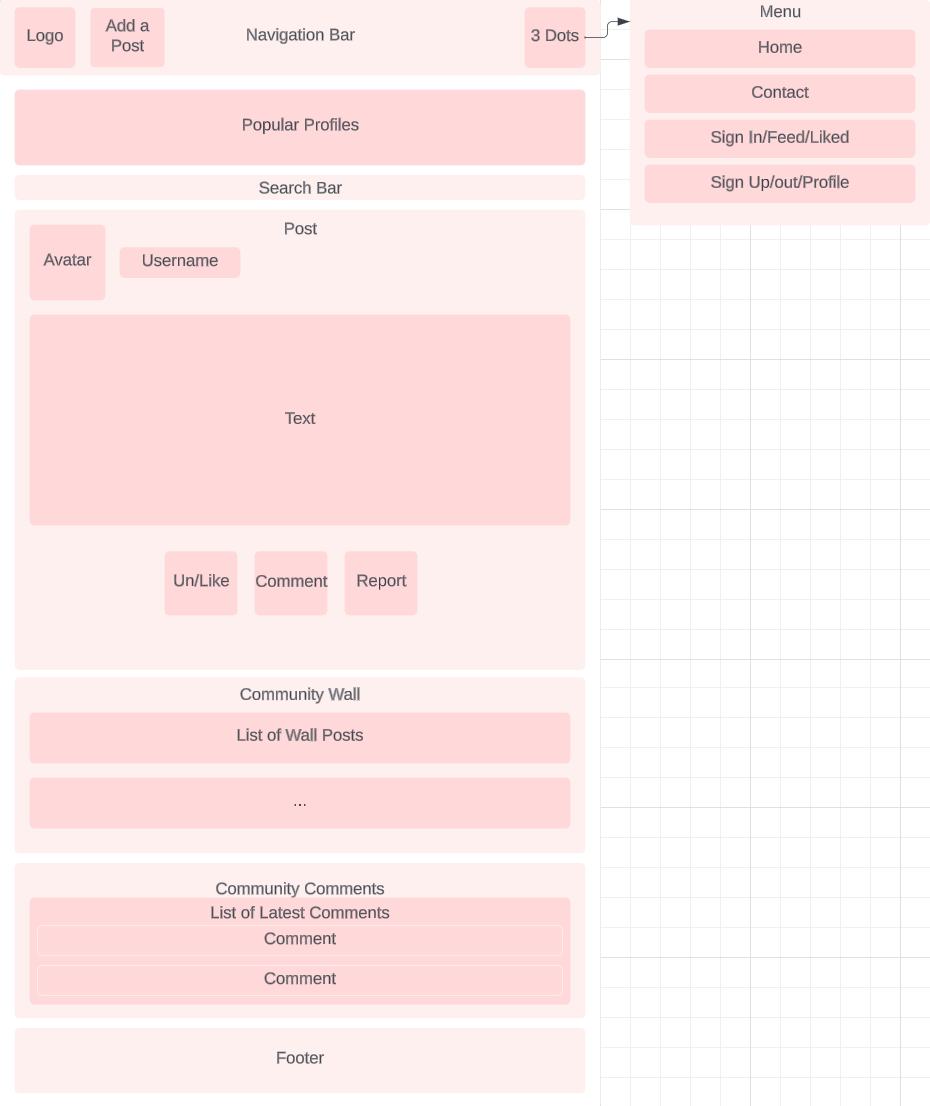 Logo
Add a
Post
Navigation Bar
3 Dots
Menu
Home
Contact
Sign In/Feed/Liked
Sign Up/out/Profile
Popular Profiles
Search Bar
Post
Avatar
Username
Text
Un/Like
Comment
Report
Community Wall
List of Wall Posts
...
Community Comments
List of Latest Comments
Comment
Comment
Footer